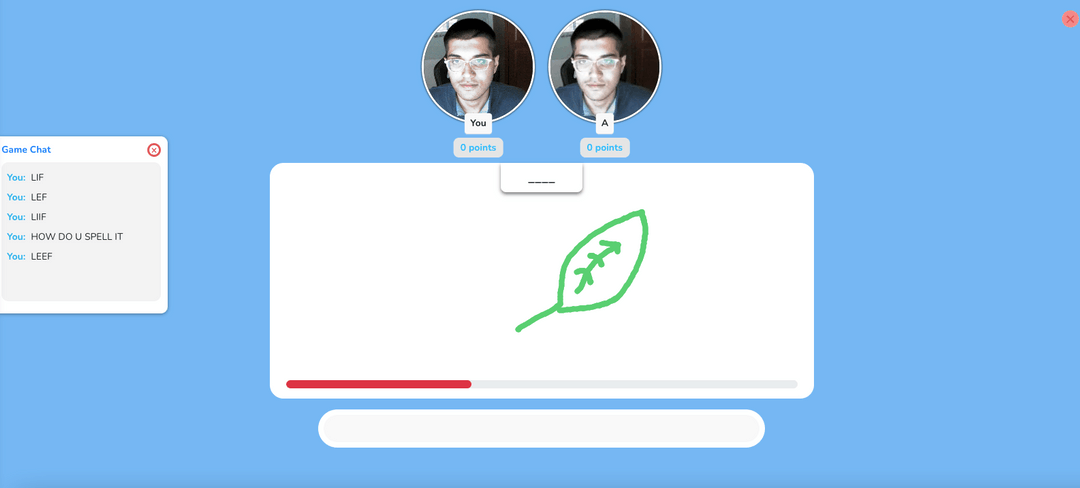 You
A
0 points
0 points
____
Game Chat
You: LIF
You: LEF
You: LIIF
You: HOW DO U SPELL IT
You: LEEF